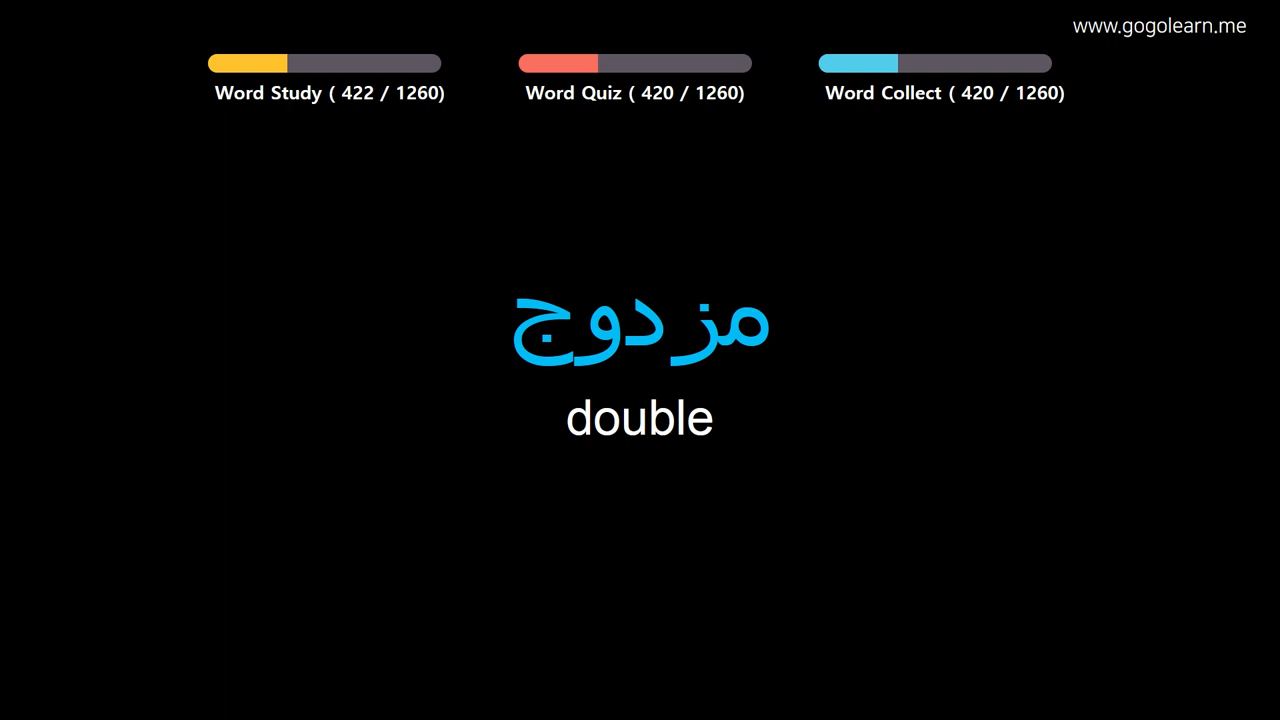 www.gogolearn.me
Word Study ( 422 / 1260)
Word Quiz ( 420 / 1260)
Word Collect ( 420 / 1260)
مزدوج
double